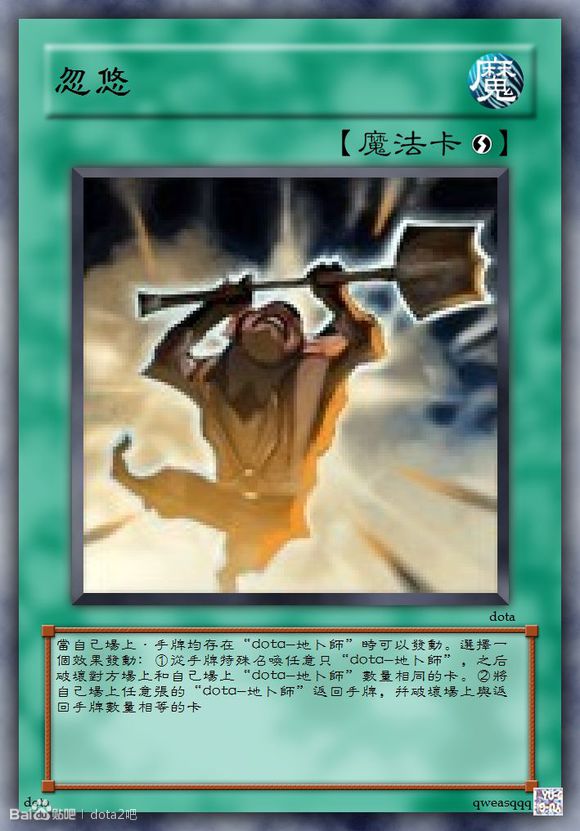 忽悠
魔
【魔法卡】
dota
當自己場上·手牌均存在“dota-地卜師”時可以發動。選擇一
個效果發動：①從手牌特殊召喚任意只“dota-地卜師”，之后
破壞對方場上和自己場上“dota-地卜師”數量相同的卡。②將
自己場上任意張的“dota-地卜師”返回手牌，并破壞場上與返
回手牌數量相等的卡
dota qweasqqq
Bai贴吧 | dota2吧